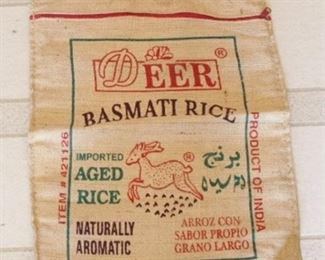 DEER®
BASMATI RICE
IMPORTED
AGED
RICE
®
برنج
NATURALLY
AROMATIC
ARROZ CON
SABOR PROPIO
GRANO LARGO
ITEM # 421126
PRODUCT OF INDIA